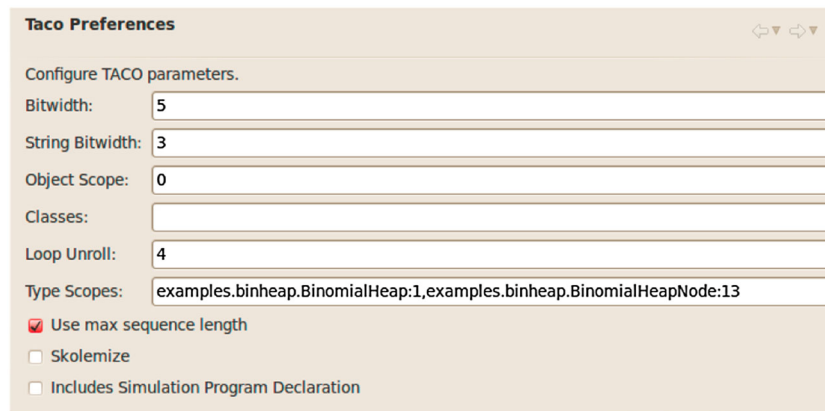 Taco Preferences
Configure TACO parameters.
Bitwidth: 5
String Bitwidth: 3
Object Scope: 0
Classes:
Loop Unroll: 4
Type Scopes: examples.binheap.BinomialHeap:1,examples.binheap.BinomialHeapNode:13
Use max sequence length
Skolemize
Includes Simulation Program Declaration